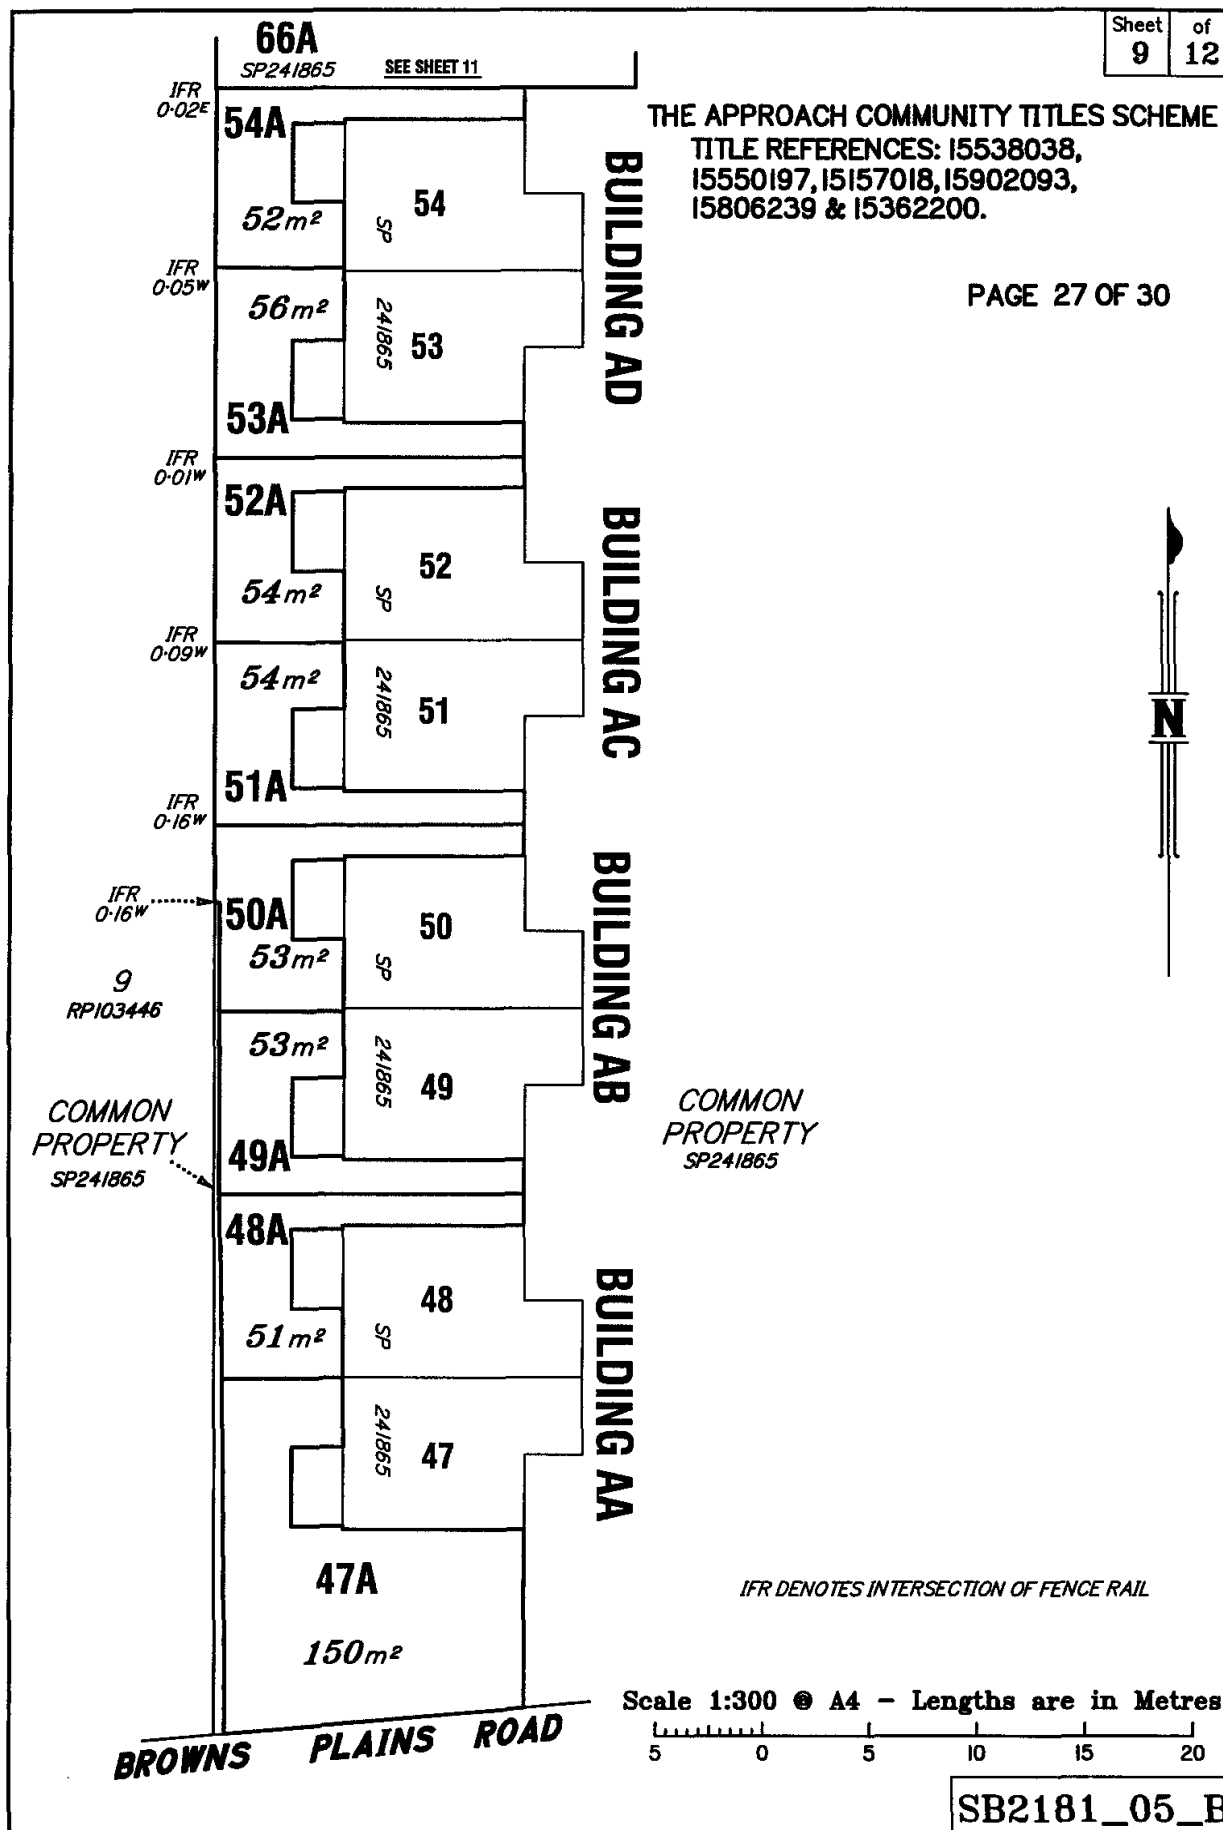 Sheet of
9 12
66A
SP241865
SEE SHEET 11
THE APPROACH COMMUNITY TITLES SCHEME
TITLE REFERENCES: 15538038,
15550197, 15157018, 15902093,
15806239 & 15362200.
PAGE 27 OF 30
IFR
0·02E
54A
52m²
54
SP
IFR
0·05W
56m²
241865
53
53A
BUILDING AD
IFR
0·01W
52A
54m²
52
SP
IFR
0·09W
54m²
241865
51
51A
BUILDING AC
N
IFR
0·16W
IFR
0·16W
50A
53m²
50
SP
9
RP103446
53m²
241865
49
49A
BUILDING AB
COMMON
PROPERTY
SP241865
COMMON
PROPERTY
SP241865
48A
51m²
48
SP
241865
47
BUILDING AA
47A
150m²
IFR DENOTES INTERSECTION OF FENCE RAIL
BROWNS PLAINS ROAD
Scale 1:300 @ A4 - Lengths are in Metres
5 0 5 10 15 20
SB2181_05_B